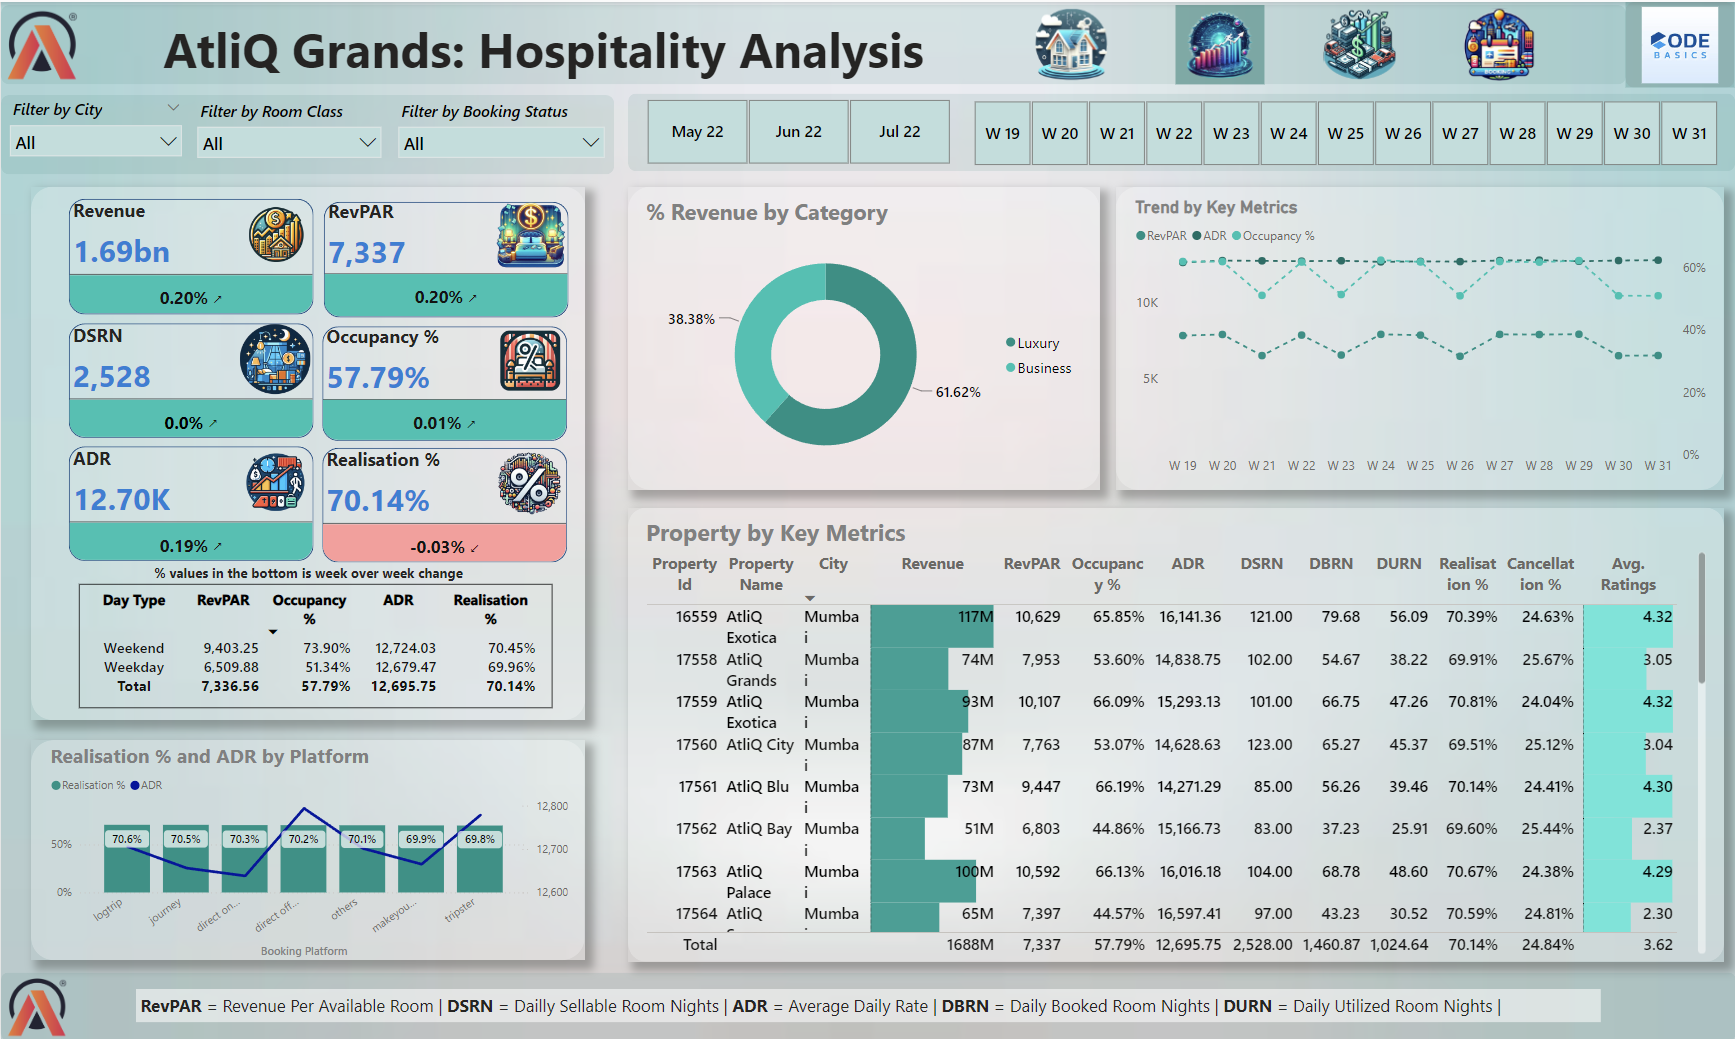 AtliQ Grands: Hospitality Analysis
CODE
BASICS
Filter by City
All
Filter by Room Class
All
Filter by Booking Status
All
May 22 Jun 22 Jul 22
W 19 W 20 W 21 W 22 W 23 W 24 W 25 W 26 W 27 W 28 W 29 W 30 W 31
Revenue
1.69bn
0.20% ↗
RevPAR
7,337
0.20% ↗
DSRN
2,528
0.0% ↗
Occupancy %
57.79%
0.01% ↗
ADR
12.70K
0.19% ↗
Realisation %
70.14%
-0.03% ↙
% values in the bottom is week over week change
Day Type RevPAR Occupancy % ADR Realisation %
Weekend 9,403.25 73.90% 12,724.03 70.45%
Weekday 6,509.88 51.34% 12,679.47 69.96%
Total 7,336.56 57.79% 12,695.75 70.14%
Realisation % and ADR by Platform
Realisation % ADR
12,800
12,700
12,600
50%
0%
70.6% 70.5% 70.3% 70.2% 70.1% 69.9% 69.8%
logtrip journey direct on... direct off... others makeyou... tripster
Booking Platform
% Revenue by Category
38.38%
61.62%
Luxury
Business
Trend by Key Metrics
RevPAR ADR Occupancy %
10K
5K
60%
40%
20%
0%
W 19 W 20 W 21 W 22 W 23 W 24 W 25 W 26 W 27 W 28 W 29 W 30 W 31
Property by Key Metrics
Property Id Property Name City Revenue RevPAR Occupancy % ADR DSRN DBRN DURN Realisation % Cancellation % Avg. Ratings
16559 AtliQ Exotica Mumbai 117M 10,629 65.85% 16,141.36 121.00 79.68 56.09 70.39% 24.63% 4.32
17558 AtliQ Grands Mumbai 74M 7,953 53.60% 14,838.75 102.00 54.67 38.22 69.91% 25.67% 3.05
17559 AtliQ Exotica Mumbai 93M 10,107 66.09% 15,293.13 101.00 66.75 47.26 70.81% 24.04% 4.32
17560 AtliQ City Mumbai 87M 7,763 53.07% 14,628.63 123.00 65.27 45.37 69.51% 25.12% 3.04
17561 AtliQ Blu Mumbai 73M 9,447 66.19% 14,271.29 85.00 56.26 39.46 70.14% 24.41% 4.30
17562 AtliQ Bay Mumbai 51M 6,803 44.86% 15,166.73 83.00 37.23 25.91 69.60% 25.44% 2.37
17563 AtliQ Palace Mumbai 100M 10,592 66.13% 16,016.18 104.00 68.78 48.60 70.67% 24.38% 4.29
17564 AtliQ Mumba 65M 7,397 44.57% 16,597.41 97.00 43.23 30.52 70.59% 24.81% 2.30
Total 1688M 7,337 57.79% 12,695.75 2,528.00 1,460.87 1,024.64 70.14% 24.84% 3.62
RevPAR = Revenue Per Available Room | DSRN = Dailly Sellable Room Nights | ADR = Average Daily Rate | DBRN = Daily Booked Room Nights | DURN = Daily Utilized Room Nights |